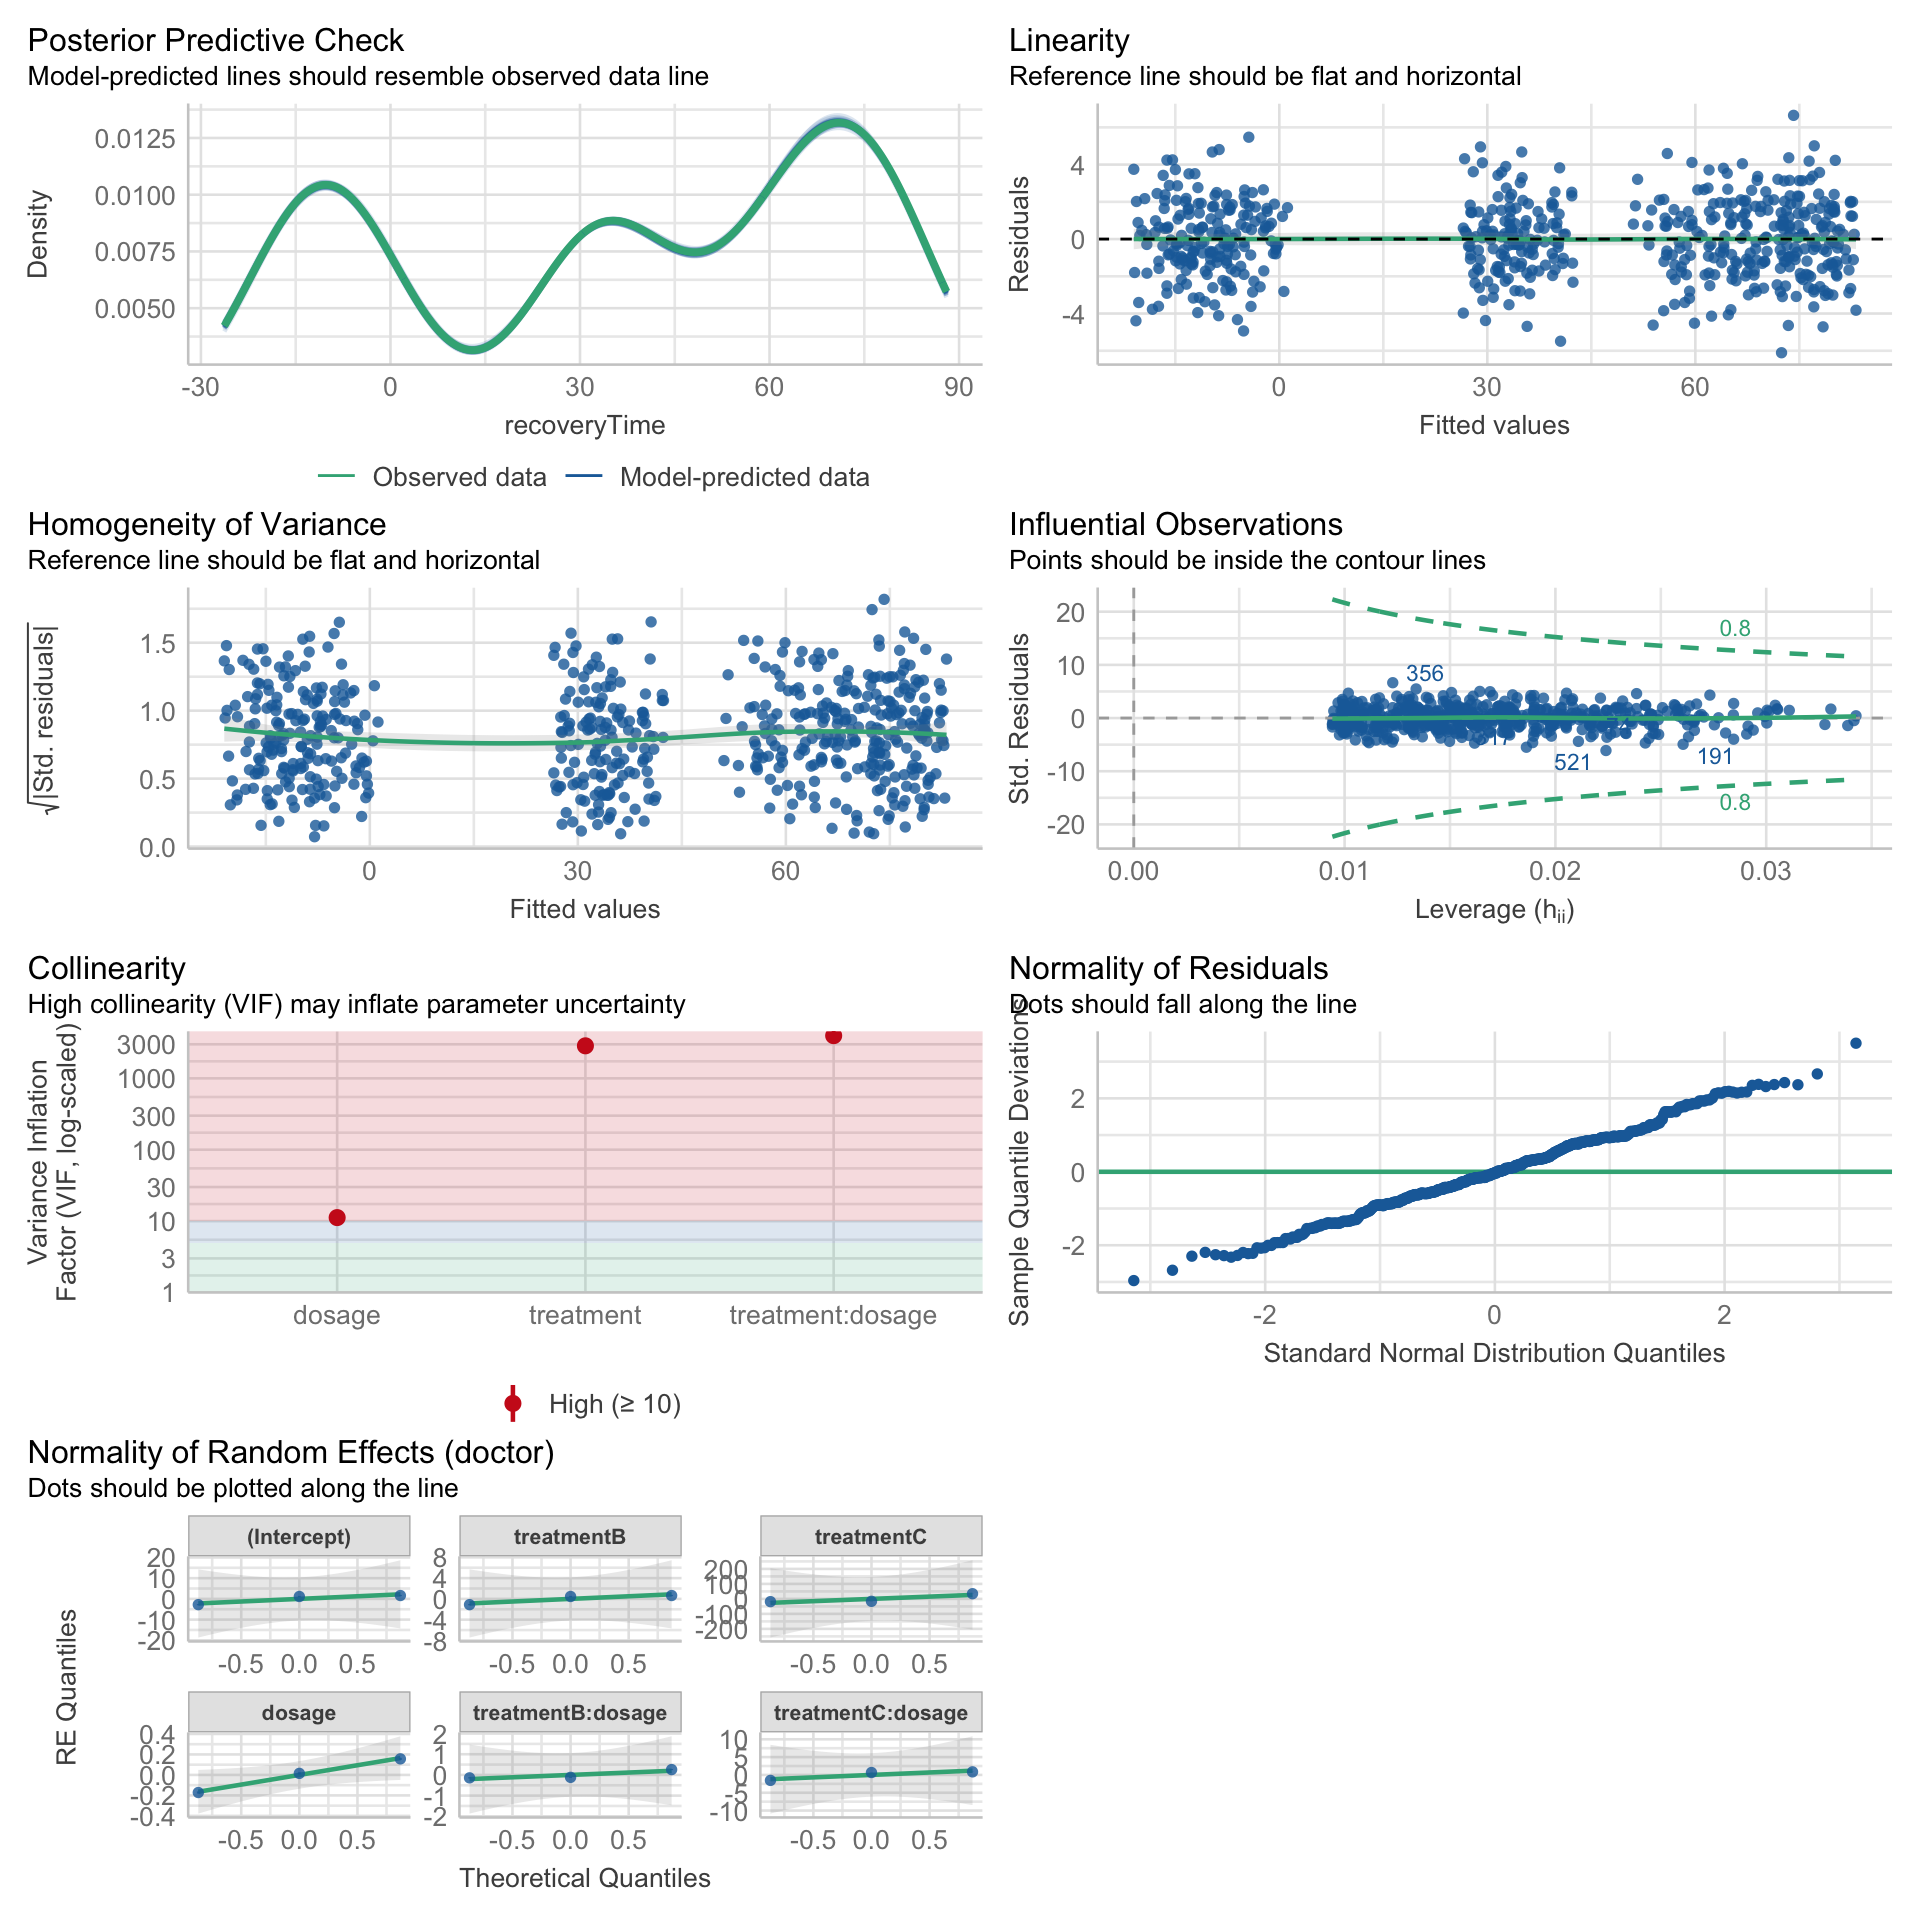 Posterior Predictive Check
Model-predicted lines should resemble observed data line
Density
0.0125
0.0100
0.0075
0.0050
-30 0 30 60 90
recoveryTime
Observed data Model-predicted data
Linearity
Reference line should be flat and horizontal
Residuals
4
0
-4
0 30 60
Fitted values
Homogeneity of Variance
Reference line should be flat and horizontal
√|Std. residuals|
1.5
1.0
0.5
0.0
0 30 60
Fitted values
Influential Observations
Points should be inside the contour lines
Std. Residuals
20
10
0
-10
-20
0.8
356
521
191
0.8
0.00 0.01 0.02 0.03
Leverage (hii)
Collinearity
High collinearity (VIF) may inflate parameter uncertainty
Variance Inflation
Factor (VIF, log-scaled)
3000
1000
300
100
30
10
3
1
dosage treatment treatment:dosage
High (≥ 10)
Normality of Residuals
Dots should fall along the line
Sample Quantile Deviations
2
0
-2
-2 0 2
Standard Normal Distribution Quantiles
Normality of Random Effects (doctor)
Dots should be plotted along the line
RE Quantiles
(Intercept)
20
10
0
-10
-20
-0.5 0.0 0.5
treatmentB
8
4
0
-4
-8
-0.5 0.0 0.5
treatmentC
200
100
0
-100
-200
-0.5 0.0 0.5
dosage
0.4
0.2
0.0
-0.2
-0.4
-0.5 0.0 0.5
treatmentB:dosage
2
1
0
-1
-2
-0.5 0.0 0.5
treatmentC:dosage
10
5
0
-5
-10
-0.5 0.0 0.5
Theoretical Quantiles